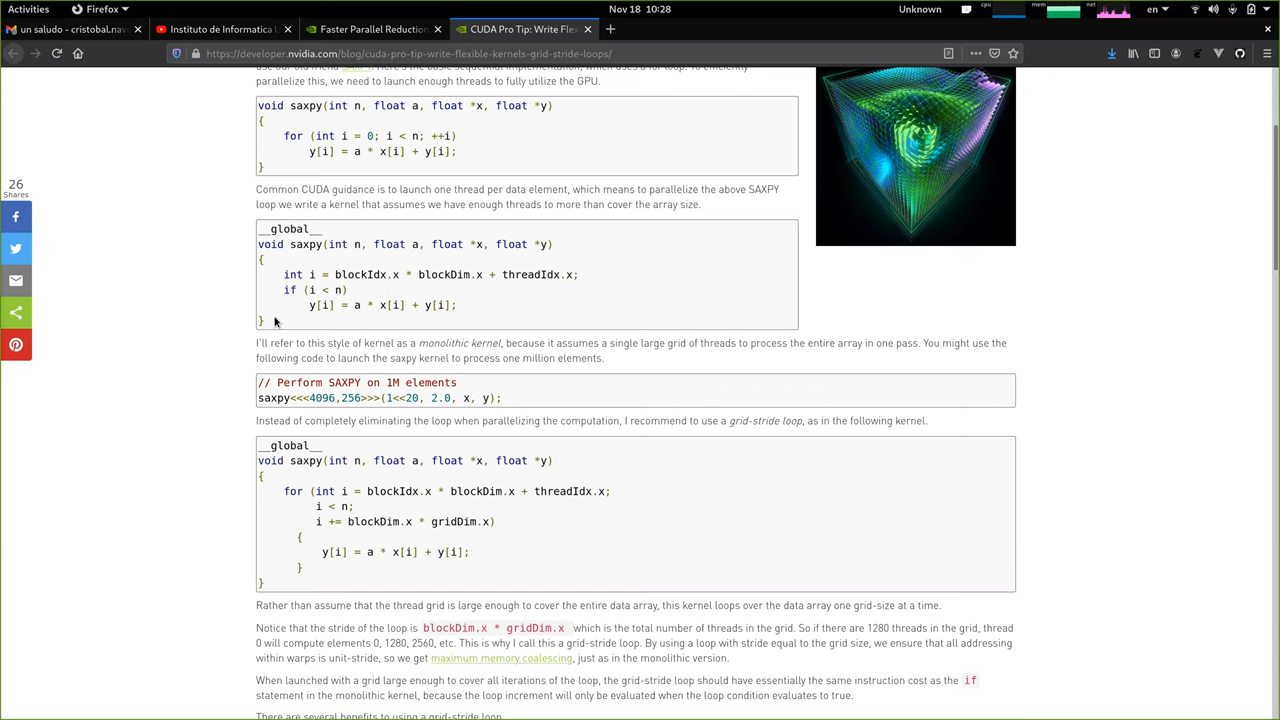 Activities
Firefox
Nov 18 10:28
Unknown
cpu
mem
net
en
un saludo - cristobal.nav
Instituto de Informatica U
Faster Parallel Reduction
CUDA Pro Tip: Write Flex
https://developer.nvidia.com/blog/cuda-pro-tip-write-flexible-kernels-grid-stride-loops/
parallelize this, we need to launch enough threads to fully utilize the GPU.
void saxpy(int n, float a, float *x, float *y)
{
for (int i = 0; i < n; ++i)
y[i] = a * x[i] + y[i];
}
26
Shares
Common CUDA guidance is to launch one thread per data element, which means to parallelize the above SAXPY
loop we write a kernel that assumes we have enough threads to more than cover the array size.
__global__
void saxpy(int n, float a, float *x, float *y)
{
int i = blockIdx.x * blockDim.x + threadIdx.x;
if (i < n)
y[i] = a * x[i] + y[i];
}
I'll refer to this style of kernel as a monolithic kernel, because it assumes a single large grid of threads to process the entire array in one pass. You might use the
following code to launch the saxpy kernel to process one million elements.
// Perform SAXPY on 1M elements
saxpy<<<4096,256>>>(1<<20, 2.0, x, y);
Instead of completely eliminating the loop when parallelizing the computation, I recommend to use a grid-stride loop, as in the following kernel.
__global__
void saxpy(int n, float a, float *x, float *y)
{
for (int i = blockIdx.x * blockDim.x + threadIdx.x;
i < n;
i += blockDim.x * gridDim.x)
{
y[i] = a * x[i] + y[i];
}
}
Rather than assume that the thread grid is large enough to cover the entire data array, this kernel loops over the data array one grid-size at a time.
Notice that the stride of the loop is blockDim.x * gridDim.x which is the total number of threads in the grid. So if there are 1280 threads in the grid, thread
0 will compute elements 0, 1280, 2560, etc. This is why I call this a grid-stride loop. By using a loop with stride equal to the grid size, we ensure that all addressing
within warps is unit-stride, so we get maximum memory coalescing, just as in the monolithic version.
When launched with a grid large enough to cover all iterations of the loop, the grid-stride loop should have essentially the same instruction cost as the if
statement in the monolithic kernel, because the loop increment will only be evaluated when the loop condition evaluates to true.
There are several benefits to using a grid-stride loop